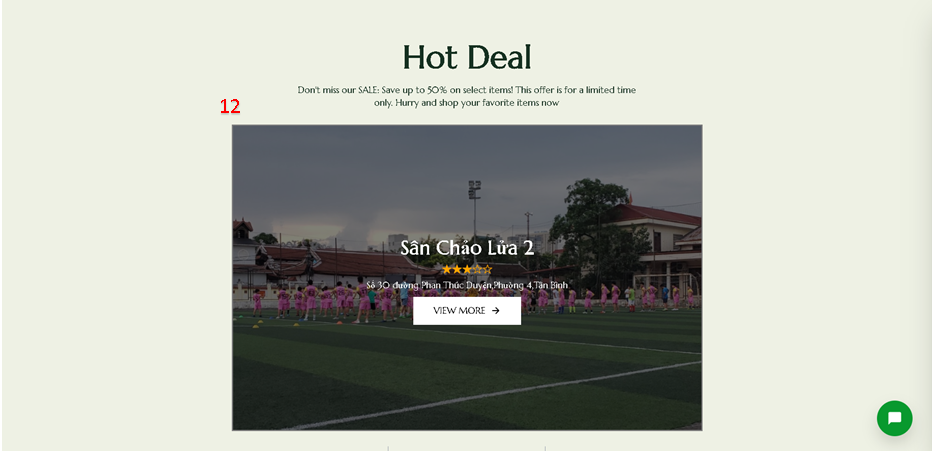 Hot Deal
Don't miss our SALE: Save up to 50% on select items! This offer is for a limited time
only. Hurry and shop your favorite items now
12
Sân Chảo Lửa 2
Số 30 đường Phan Thúc Duyện,Phường 4,Tân Bình
VIEW MORE